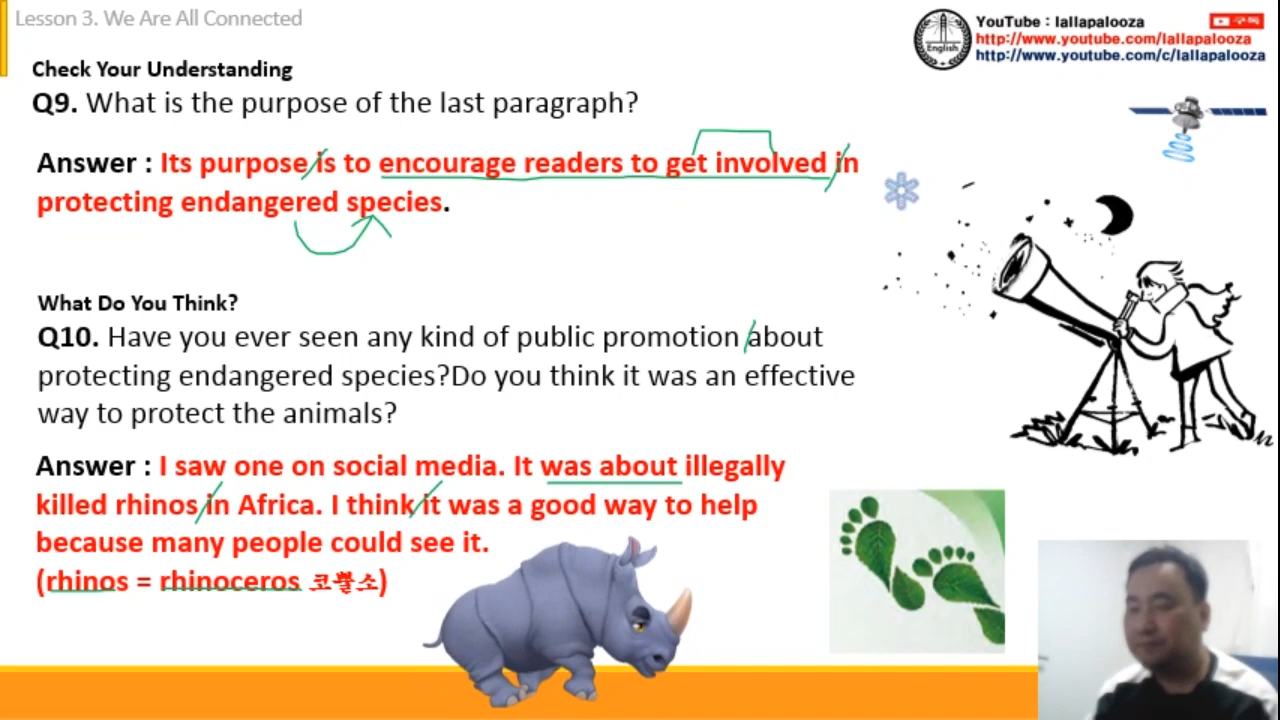 Lesson 3. We Are All Connected
YouTube : lallapalooza
구독
http://www.youtube.com/lallapalooza
http://www.youtube.com/c/lallapalooza
English
Check Your Understanding
Q9. What is the purpose of the last paragraph?
Answer : Its purpose is to encourage readers to get involved in
protecting endangered species.
What Do You Think?
Q10. Have you ever seen any kind of public promotion about
protecting endangered species?Do you think it was an effective
way to protect the animals?
Answer : I saw one on social media. It was about illegally
killed rhinos in Africa. I think it was a good way to help
because many people could see it.
(rhinos = rhinoceros 코뿔소)